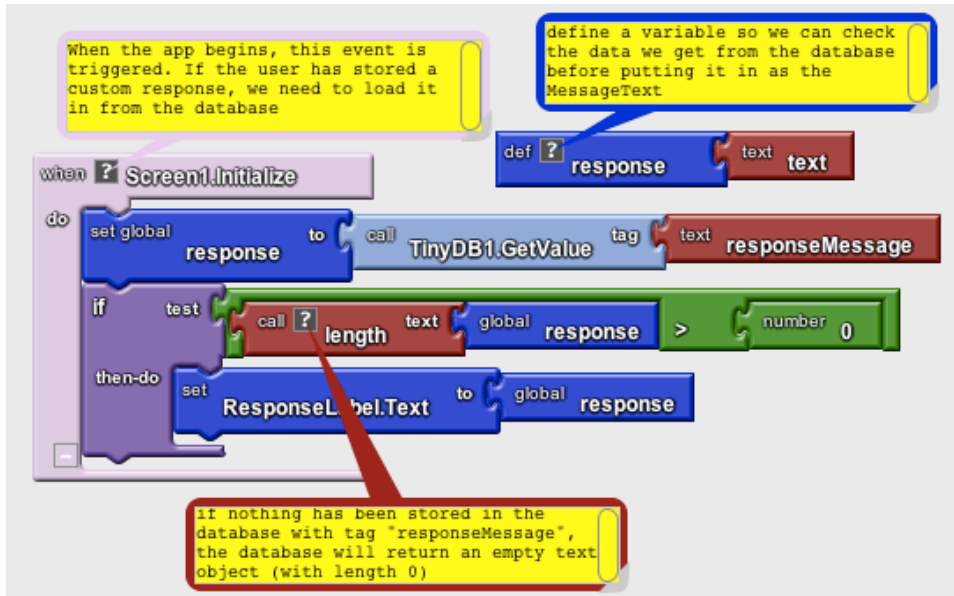 When the app begins, this event is
triggered. If the user has stored a
custom response, we need to load it
in from the database
define a variable so we can check
the data we get from the database
before putting it in as the
MessageText
def ? response text text
when ? Screen1.Initialize
do
set global response to call TinyDB1.GetValue tag text responseMessage
if test call ? length text global response > number 0
then-do set ResponseLabel.Text to global response
if nothing has been stored in the
database with tag "responseMessage",
the database will return an empty text
object (with length 0)